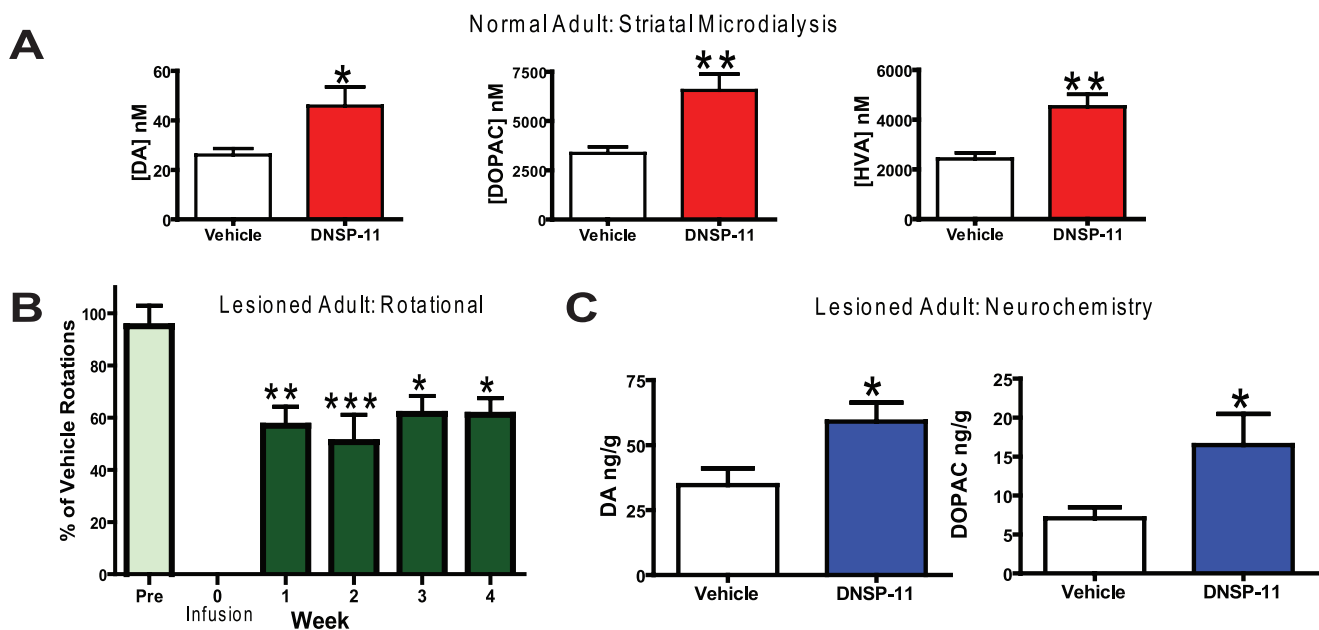 A
Normal Adult: Striatal Microdialysis
[DA] nM
60
40
20
0
*
Vehicle
DNSP-11
[DOPAC] nM
7500
5000
2500
0
**
Vehicle
DNSP-11
[HVA] nM
6000
4000
2000
0
**
Vehicle
DNSP-11
B
Lesioned Adult: Rotational
% of Vehicle Rotations
100
80
60
40
20
0
**
***
*
*
Pre
0
1
2
3
4
Infusion
Week
C
Lesioned Adult: Neurochemistry
DA ng/g
75
50
25
0
*
Vehicle
DNSP-11
DOPAC ng/g
25
20
15
10
5
0
*
Vehicle
DNSP-11